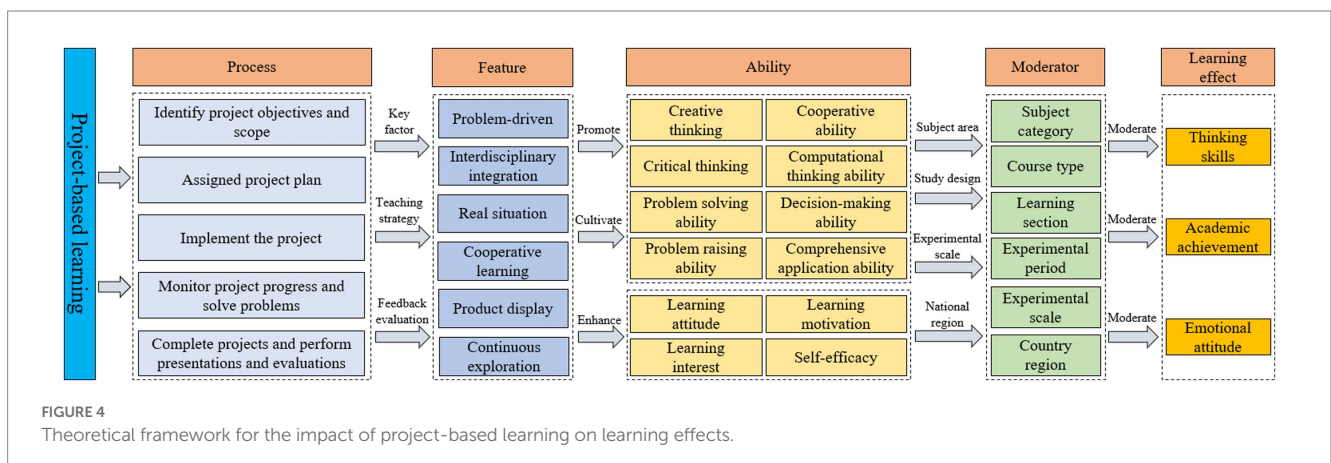 Project-based learning
Process
Identify project objectives and
scope
Assigned project plan
Implement the project
Monitor project progress and
solve problems
Complete projects and perform
presentations and evaluations
Key
factor
Teaching
strategy
Feedback
evaluation
Feature
Problem-driven
Interdisciplinary
integration
Real situation
Cooperative
learning
Product display
Continuous
exploration
Promote
Cultivate
Enhance
Ability
Creative
thinking
Cooperative
ability
Critical thinking
Computational
thinking ability
Problem solving
ability
Decision-making
ability
Problem raising
ability
Comprehensive
application ability
Learning
attitude
Learning
motivation
Learning
interest
Self-efficacy
Subject area
Study design
Experimental
scale
National
region
Moderator
Subject
category
Course type
Learning
section
Experimental
period
Experimental
scale
Country
region
Moderate
Moderate
Moderate
Learning
effect
Thinking
skills
Academic
achievement
Emotional
attitude
FIGURE 4
Theoretical framework for the impact of project-based learning on learning effects.